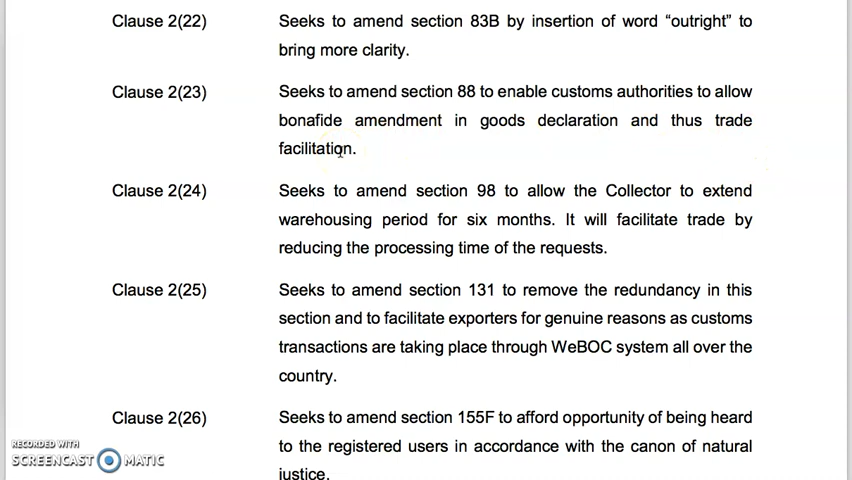 Clause 2(22) Seeks to amend section 83B by insertion of word “outright” to
bring more clarity.
Clause 2(23) Seeks to amend section 88 to enable customs authorities to allow
bonafide amendment in goods declaration and thus trade
facilitation.
Clause 2(24) Seeks to amend section 98 to allow the Collector to extend
warehousing period for six months. It will facilitate trade by
reducing the processing time of the requests.
Clause 2(25) Seeks to amend section 131 to remove the redundancy in this
section and to facilitate exporters for genuine reasons as customs
transactions are taking place through WeBOC system all over the
country.
Clause 2(26) Seeks to amend section 155F to afford opportunity of being heard
to the registered users in accordance with the canon of natural
justice.
RECORDED WITH
SCREENCAST MATIC